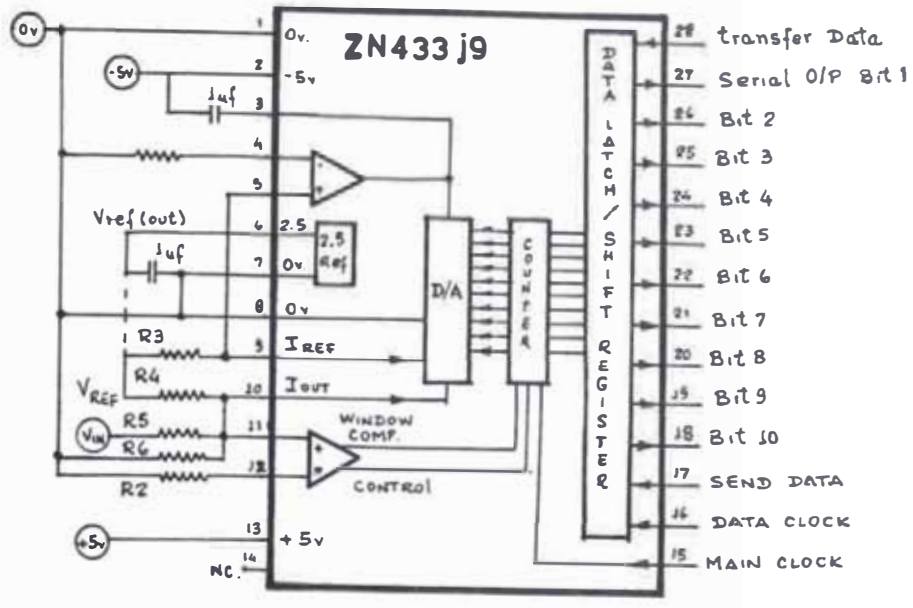 ZN433j9
0v
-5v
1uf
Vref(out)
1uf
R3
R4
VREF
VIN
R5
R6
R2
+5v
NC.
1
2
3
4
5
6
7
8
9
10
11
12
13
14
0v.
-5v
2.5
0v
0v
IREF
IOUT
+5v
-
+
2.5
Ref
D/A
COUNTER
WINDOW
COMP.
CONTROL
+
DATA LATCH / SHIFT REGISTER
28 transfer Data
27 Serial O/P Bit 1
26 Bit 2
25 Bit 3
24 Bit 4
23 Bit 5
22 Bit 6
21 Bit 7
20 Bit 8
19 Bit 9
18 Bit 10
17 SEND DATA
16 DATA CLOCK
15 MAIN CLOCK